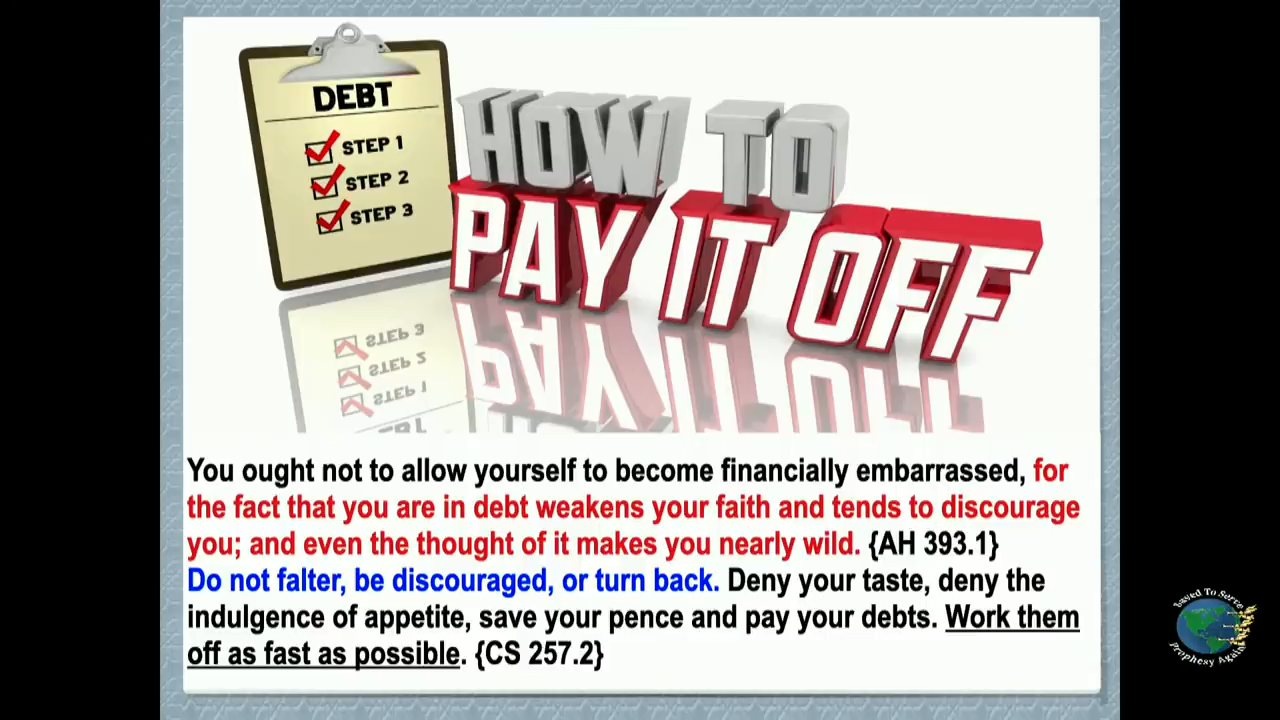 DEBT
STEP 1
STEP 2
STEP 3
HOW TO
PAY IT OFF
You ought not to allow yourself to become financially embarrassed, for
the fact that you are in debt weakens your faith and tends to discourage
you; and even the thought of it makes you nearly wild. {AH 393.1}
Do not falter, be discouraged, or turn back. Deny your taste, deny the
indulgence of appetite, save your pence and pay your debts. Work them
off as fast as possible. {CS 257.2}
To Serve
Prophesy Again